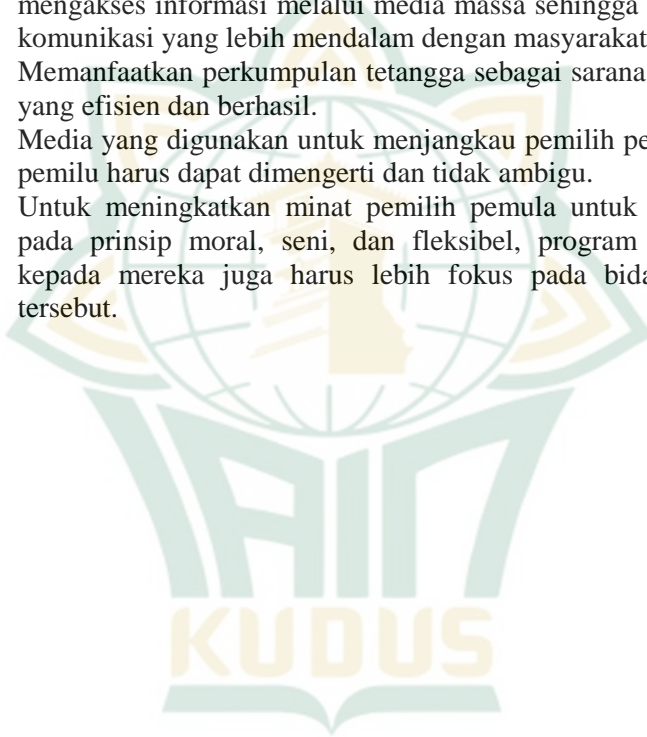 mengakses informasi melalui media massa sehingga
komunikasi yang lebih mendalam dengan masyarakat
Memanfaatkan perkumpulan tetangga sebagai sarana
yang efisien dan berhasil.
Media yang digunakan untuk menjangkau pemilih
pemilu harus dapat dimengerti dan tidak ambigu.
Untuk meningkatkan minat pemilih pemula untuk
pada prinsip moral, seni, dan fleksibel, program
kepada mereka juga harus lebih fokus pada
tersebut.
IAIN
KUDUS